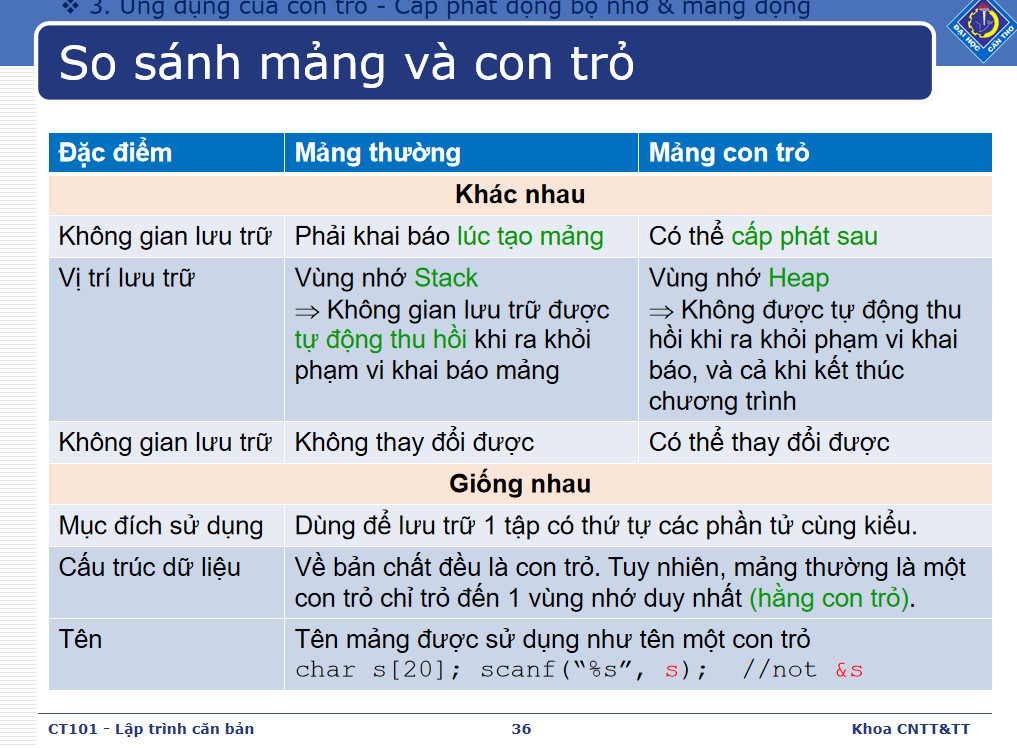 ❖ 3. Ứng dụng của con trỏ - Cấp phát động bộ nhớ & mảng động
So sánh mảng và con trỏ
ĐẠI HỌC CẦN THƠ
Đặc điểm Mảng thường Mảng con trỏ
Khác nhau
Không gian lưu trữ Phải khai báo lúc tạo mảng Có thể cấp phát sau
Vị trí lưu trữ Vùng nhớ Stack Vùng nhớ Heap
⇒ Không gian lưu trữ được ⇒ Không được tự động thu
tự động thu hồi khi ra khỏi hồi khi ra khỏi phạm vi khai
phạm vi khai báo mảng báo, và cả khi kết thúc
chương trình
Không gian lưu trữ Không thay đổi được Có thể thay đổi được
Giống nhau
Mục đích sử dụng Dùng để lưu trữ 1 tập có thứ tự các phần tử cùng kiểu.
Cấu trúc dữ liệu Về bản chất đều là con trỏ. Tuy nhiên, mảng thường là một
con trỏ chỉ trỏ đến 1 vùng nhớ duy nhất (hằng con trỏ).
Tên Tên mảng được sử dụng như tên một con trỏ
char s[20]; scanf(“%s”, s); //not &s
CT101 - Lập trình căn bản 36 Khoa CNTT&TT